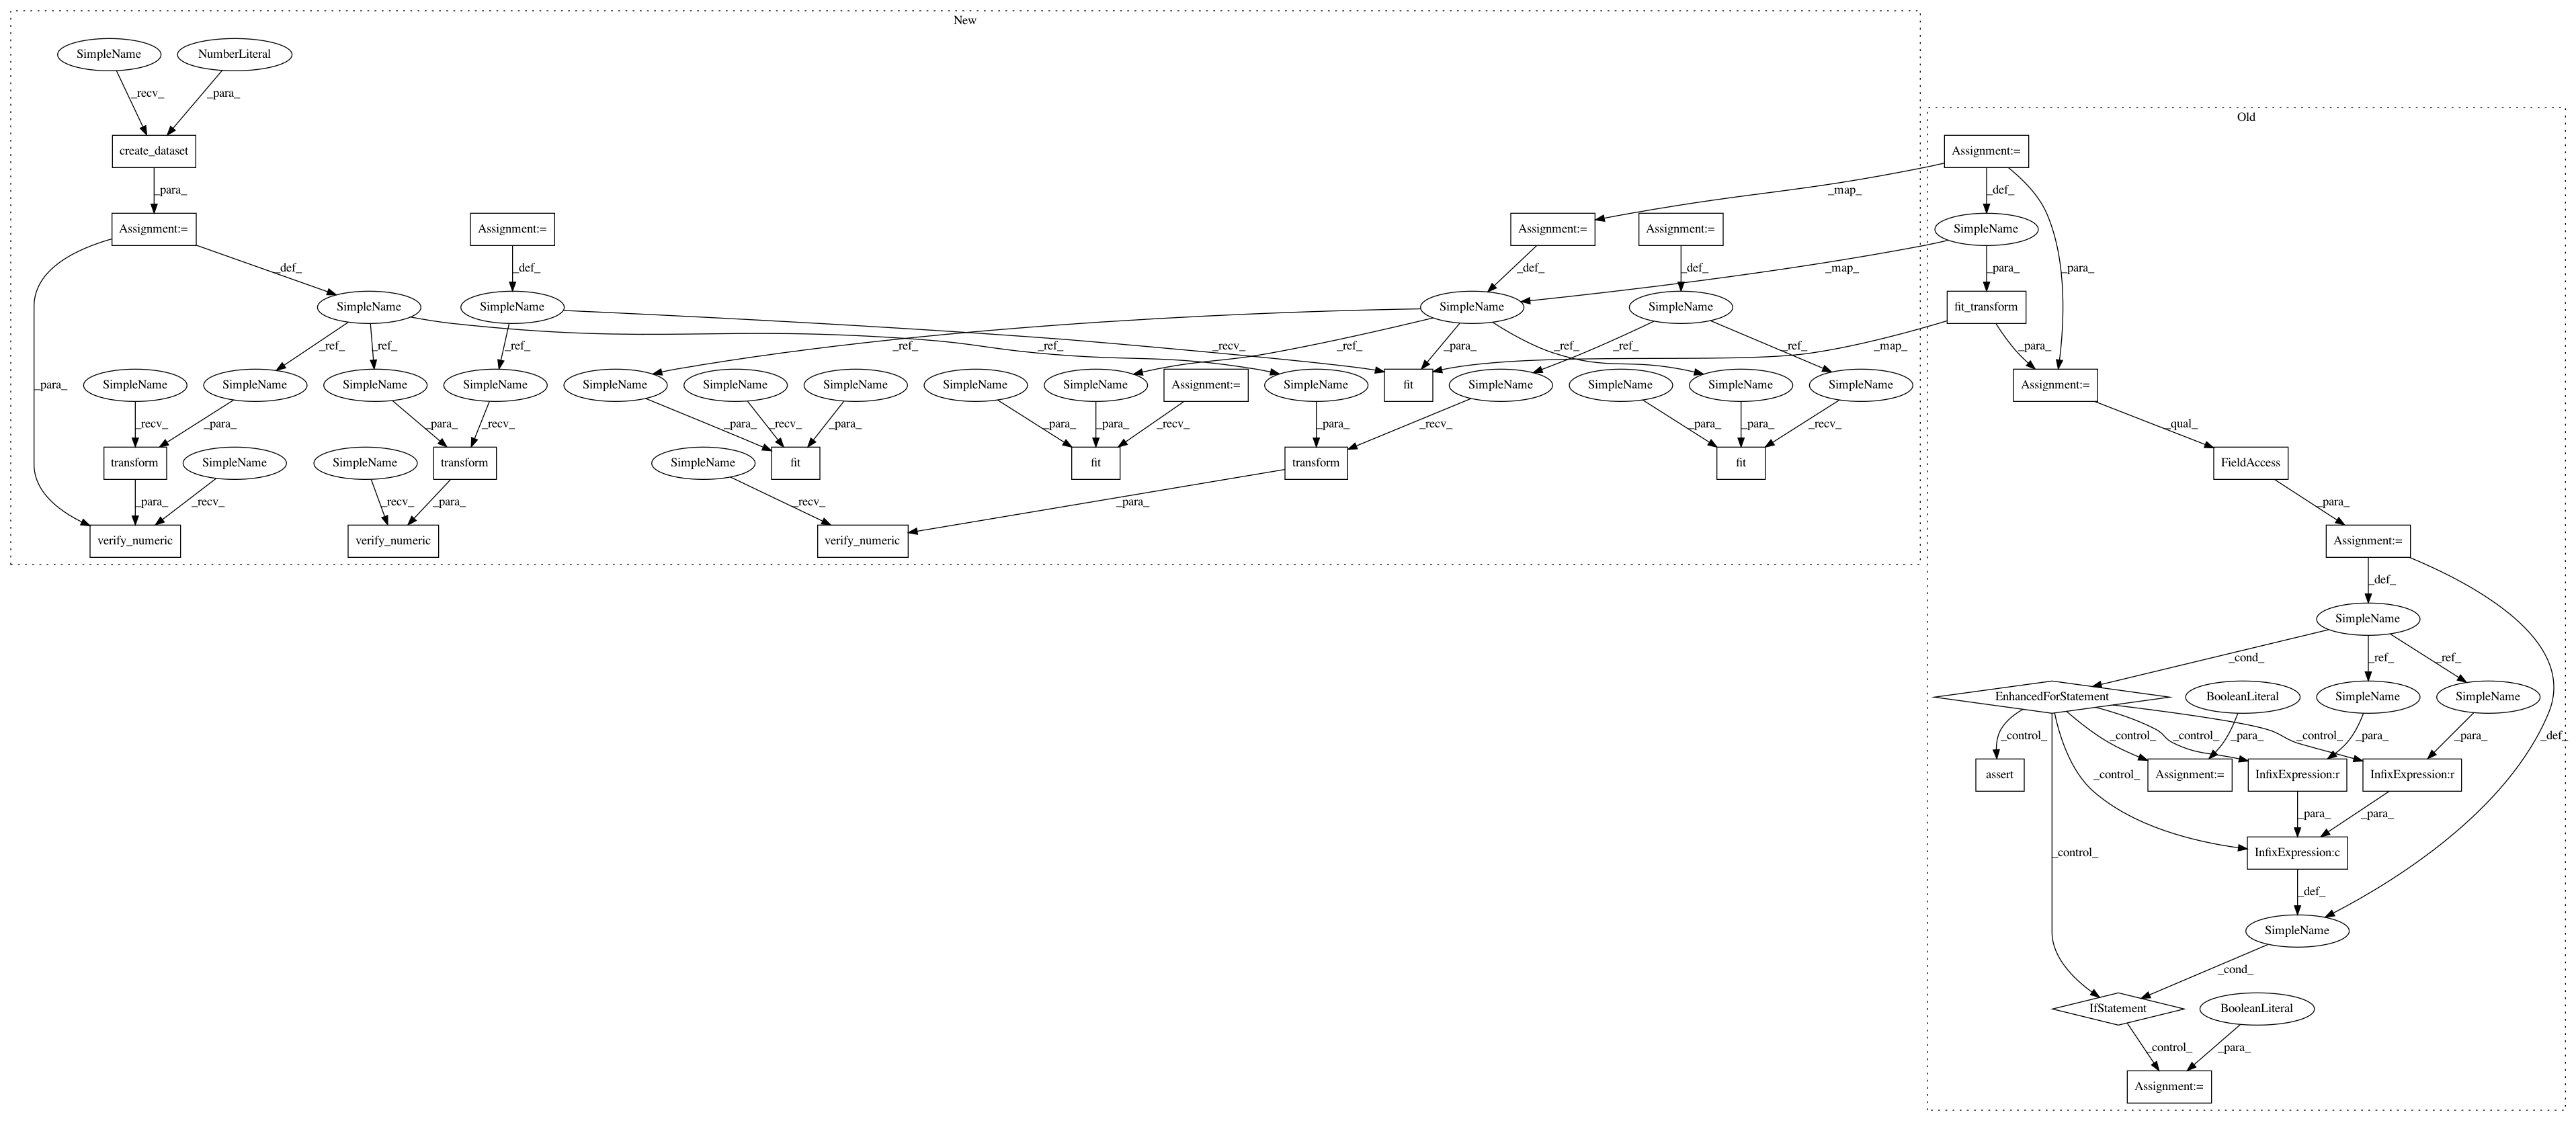 New
SimpleName NumberLiteral
_recv_ _para_
Old
create_dataset Assignment:=
_para_ _map_ _def_
Assignment:= Assignment:= Assignment:= Assignment:= SimpleName
_def_ _def_ _def_ _def_ _map_ _para_ _para_
SimpleName SimpleName SimpleName SimpleName fit_transform
_ref_ _ref_ _ref_ _ref_ _recv_ _ref_ _ref_ _para_ _ref_ _ref_ _ref_ _map_ _para_
_para_ SimpleName SimpleName SimpleName SimpleName SimpleName SimpleName SimpleName SimpleName SimpleName Assignment:= SimpleName fit SimpleName SimpleName SimpleName SimpleName Assignment:=
_recv_ _para_ _para_ _recv_ _para_ _recv_ _para_ _para_ _para_ _recv_ _para_ _recv_ _para_ _para_ _recv_ _qual_
transform SimpleName SimpleName transform SimpleName fit fit transform fit FieldAccess
_para_ _recv_ _recv_ _para_ _recv_ _para_ _para_
verify_numeric verify_numeric verify_numeric Assignment:=
_def_
SimpleName
_cond_ _ref_ _ref_
EnhancedForStatement BooleanLiteral SimpleName SimpleName
_control_ _control_ _para_ _control_ _para_ _control_ _para_ _def_
assert _control_ Assignment:= InfixExpression:r InfixExpression:r
_para_ _para_
_control_ InfixExpression:c
_def_
SimpleName
_cond_
IfStatement BooleanLiteral
_control_ _para_
Assignment:=